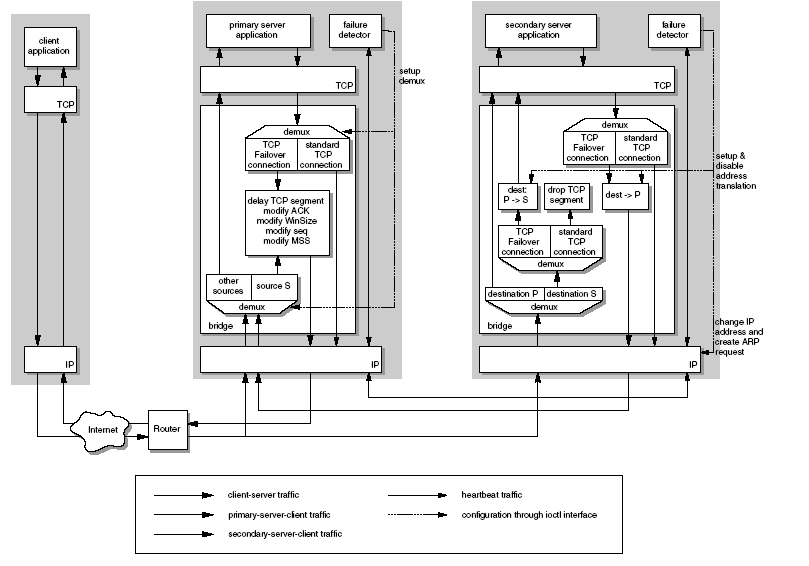 client
application
TCP
IP
primary server
application
failure
detector
TCP
setup
demux
demux
TCP
Failover
connection
standard
TCP
connection
delay TCP segment
modify ACK
modify WinSize
modify seq
modify MSS
other
sources
source S
demux
bridge
IP
secondary server
application
failure
detector
TCP
demux
TCP
Failover
connection
standard
TCP
connection
setup &
disable
address
translation
dest:
P -> S
drop TCP
segment
dest -> P
TCP
Failover
connection
standard
TCP
connection
demux
destination P
destination S
demux
bridge
change IP
address and
create ARP
request
IP
Internet
Router
client-server traffic
primary-server-client traffic
secondary-server-client traffic
heartbeat traffic
configuration through ioctl interface